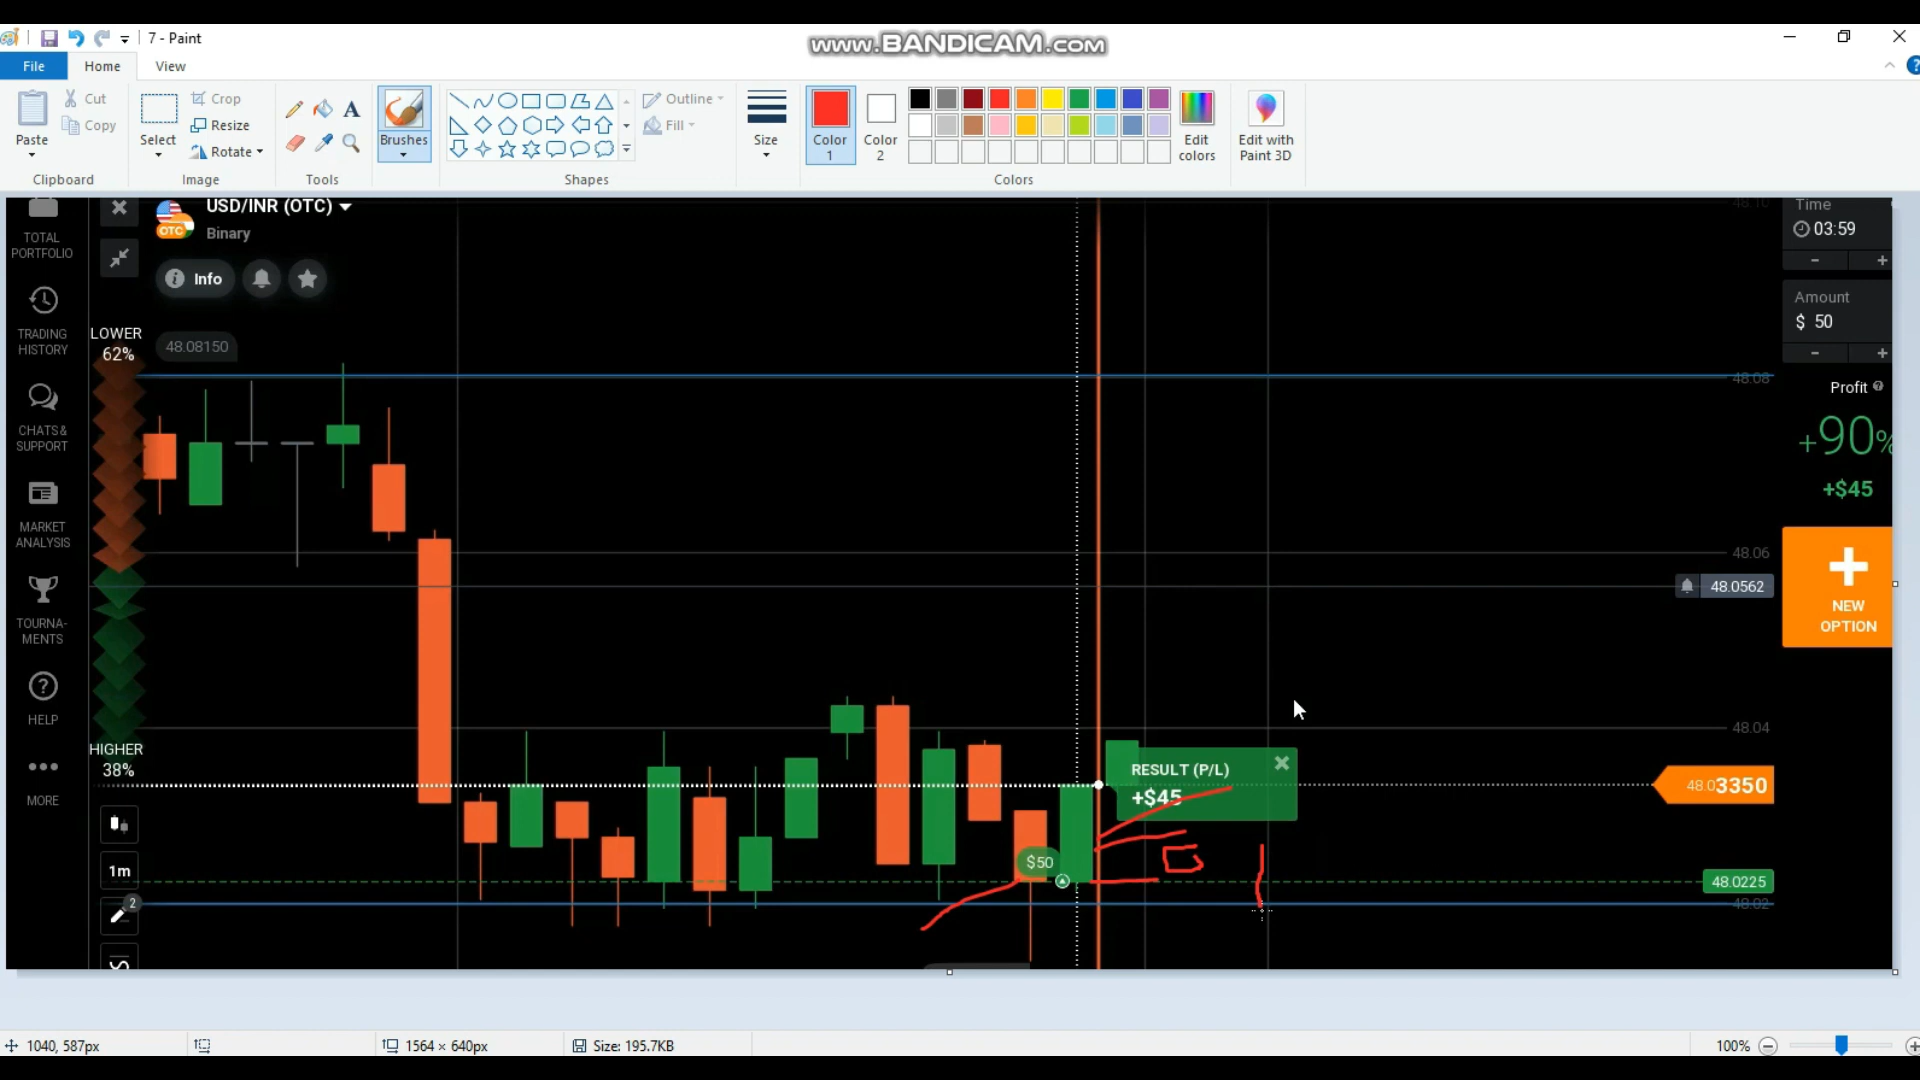 7 - Paint
www.BANDICAM.com
File
Home
View
Paste
Cut
Copy
Clipboard
Select
Crop
Resize
Rotate
Image
A
Tools
Brushes
Outline
Fill
Shapes
Size
Color 1
Color 2
Edit colors
Edit with Paint 3D
Colors
TOTAL PORTFOLIO
TRADING HISTORY
CHATS & SUPPORT
MARKET ANALYSIS
TOURNA-MENTS
HELP
MORE
USD/INR (OTC)
OTC
Binary
Info
LOWER
62%
48.08150
HIGHER
38%
1m
2
$50
RESULT (P/L)
+$45
48.10
48.08
48.06
48.0562
48.04
48.03350
48.0225
48.02
Time
03:59
- +
Amount
$ 50
- +
Profit
+90%
+$45
NEW OPTION
1040, 587px
1564 × 640px
Size: 195.7KB
100%